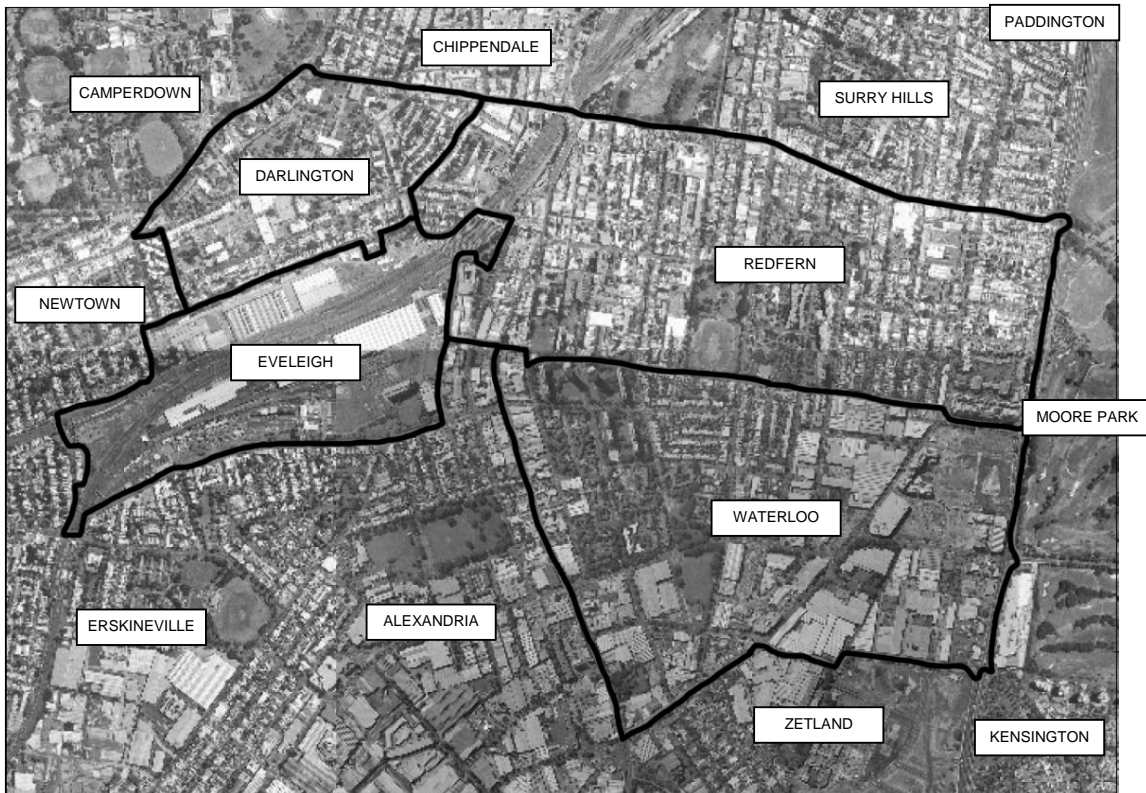 PADDINGTON
CHIPPENDALE
CAMPERDOWN
SURRY HILLS
DARLINGTON
REDFERN
NEWTOWN
EVELEIGH
MOORE PARK
WATERLOO
ERSKINEVILLE
ALEXANDRIA
ZETLAND
KENSINGTON